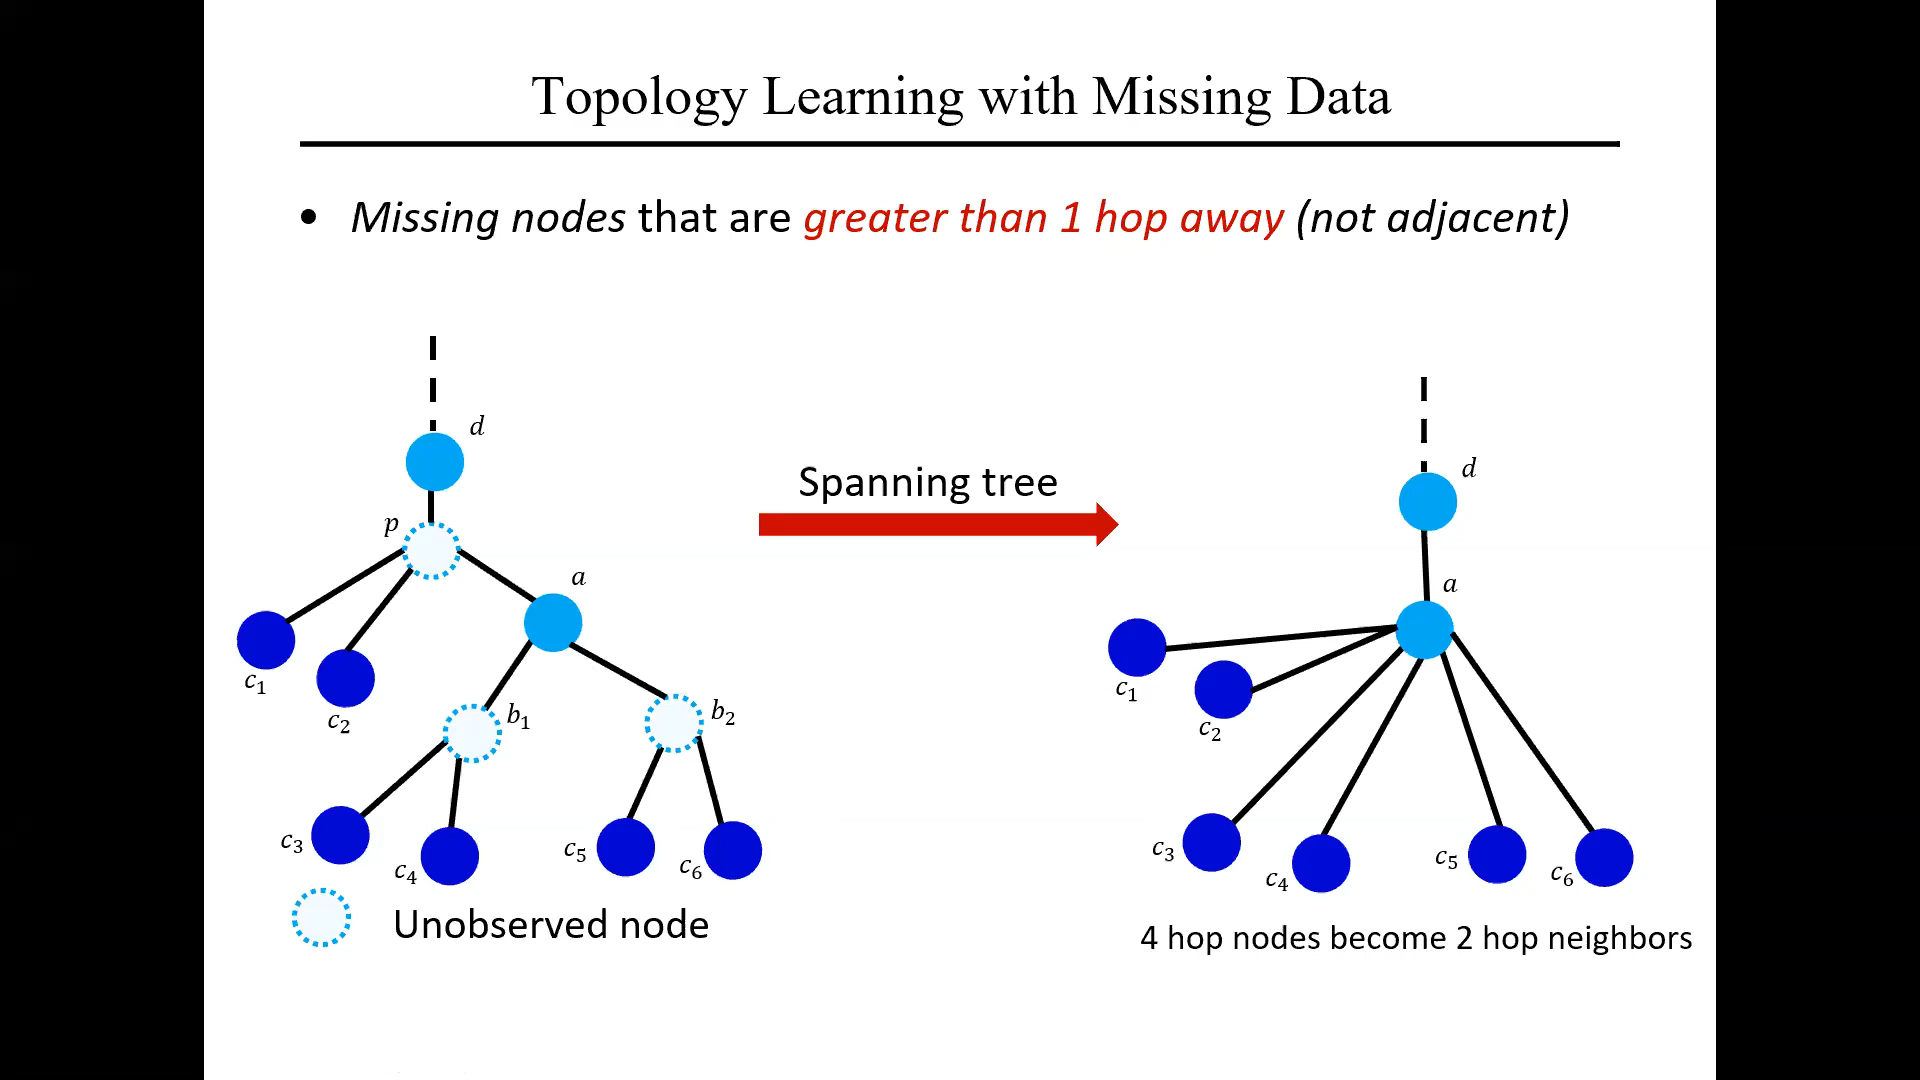 Topology Learning with Missing Data
• Missing nodes that are greater than 1 hop away (not adjacent)
d
p
a
c₁
c₂
b₁
b₂
c₃
c₄
c₅
c₆
Unobserved node
Spanning tree
d
a
c₁
c₂
c₃
c₄
c₅
c₆
4 hop nodes become 2 hop neighbors